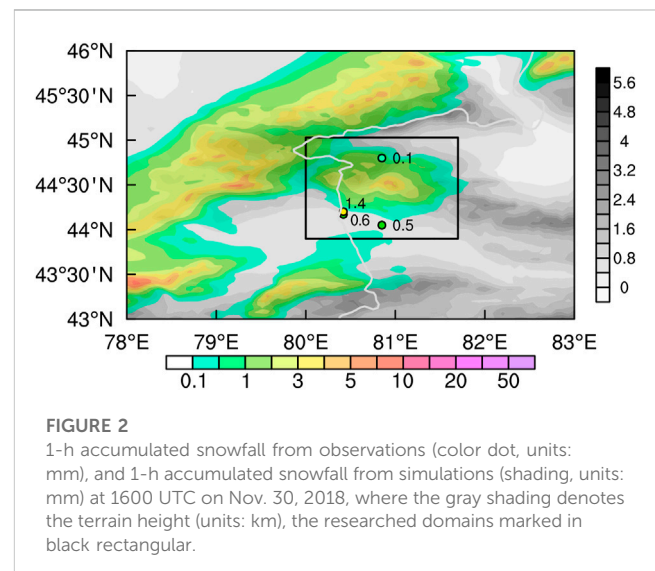 46°N
45°30'N
45°N
44°30'N
44°N
43°30'N
43°N
78°E 79°E 80°E 81°E 82°E 83°E
0.1
1.4
0.6
0.5
5.6
4.8
4
3.2
2.4
1.6
0.8
0
0.1 1 3 5 10 20 50
FIGURE 2
1-h accumulated snowfall from observations (color dot, units:
mm), and 1-h accumulated snowfall from simulations (shading, units:
mm) at 1600 UTC on Nov. 30, 2018, where the gray shading denotes
the terrain height (units: km), the researched domains marked in
black rectangular.